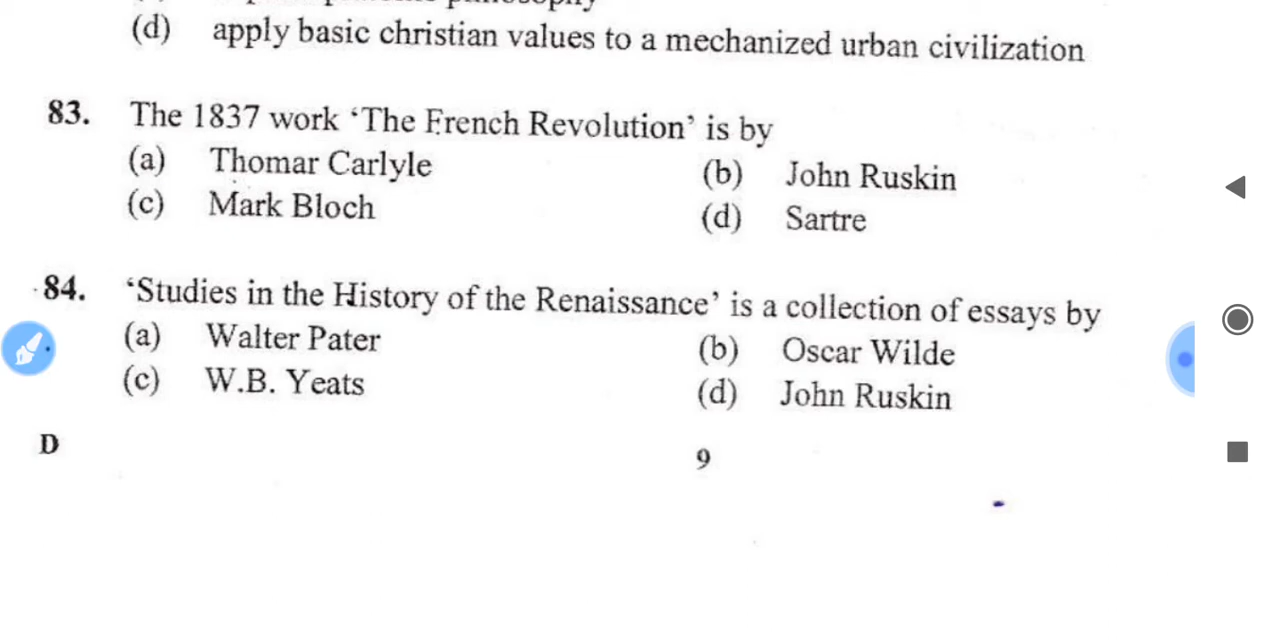 (d) apply basic christian values to a mechanized urban civilization
83. The 1837 work ‘The French Revolution’ is by
(a) Thomar Carlyle (b) John Ruskin
(c) Mark Bloch (d) Sartre
84. ‘Studies in the History of the Renaissance’ is a collection of essays by
(a) Walter Pater (b) Oscar Wilde
(c) W.B. Yeats (d) John Ruskin
D 9